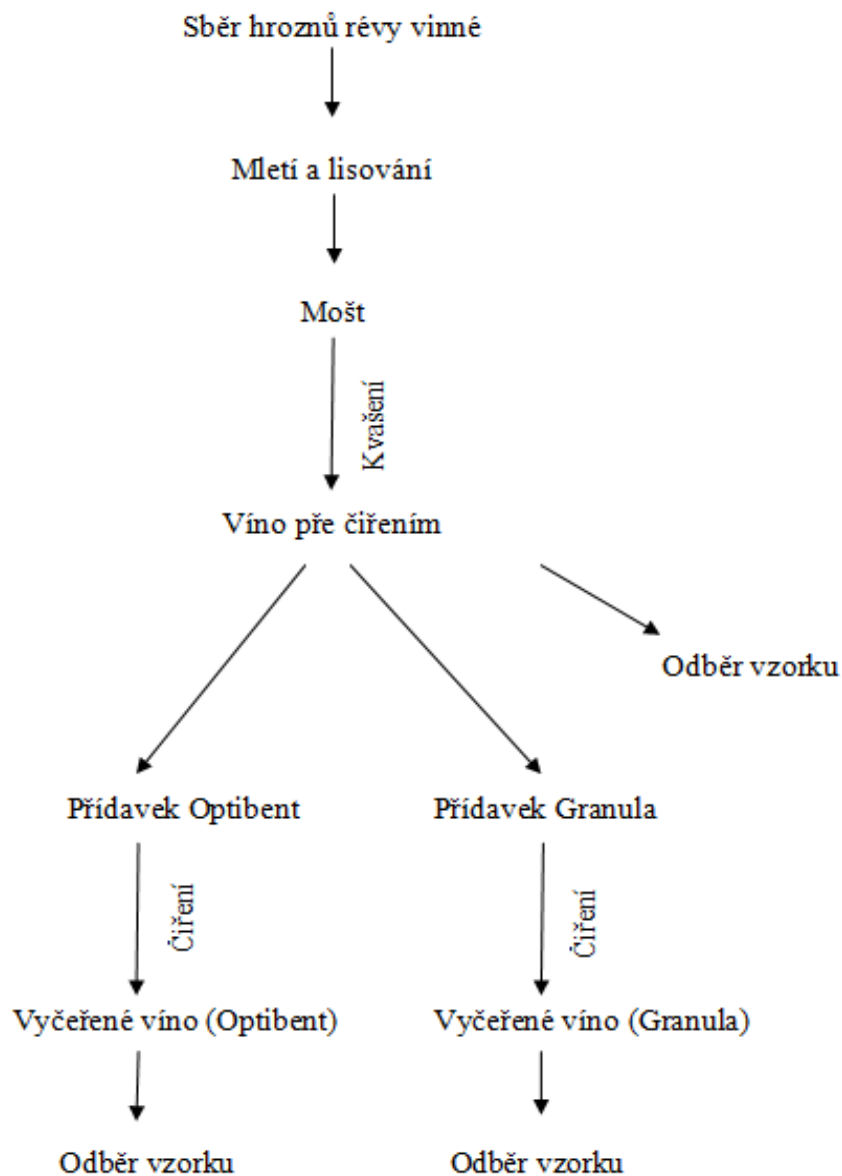 Sběr hroznů révy vinné
Mletí a lisování
Mošt
Kvašení
Víno pře čiřením
Odběr vzorku
Přídavek Optibent
Přídavek Granula
Čiření
Čiření
Vyčeřené víno (Optibent)
Vyčeřené víno (Granula)
Odběr vzorku
Odběr vzorku